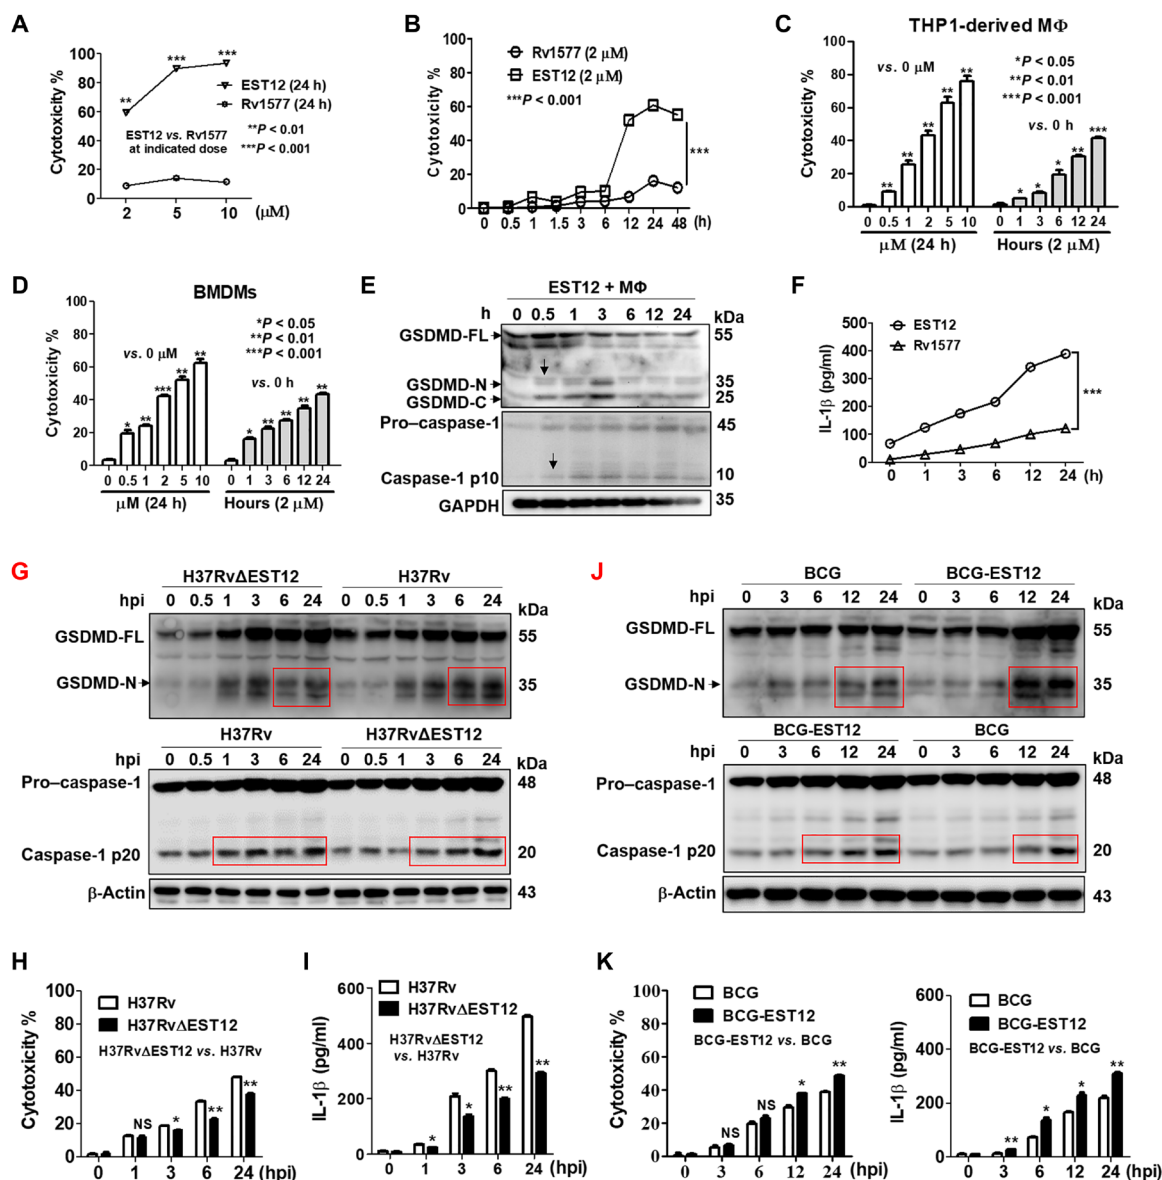 A
Cytotoxicity %
100
80
60
40
20
0
**
***
***
EST12 (24 h)
Rv1577 (24 h)
EST12 vs. Rv1577
at indicated dose
**P < 0.01
***P < 0.001
2 5 10 (μM)
B
Cytotoxicity %
100
80
60
40
20
0
Rv1577 (2 μM)
EST12 (2 μM)
***P < 0.001
***
0 0.5 1 1.5 3 6 12 24 48 (h)
C
THP1-derived MΦ
Cytotoxicity %
100
80
60
40
20
0
vs. 0 μM
*P < 0.05
**P < 0.01
***P < 0.001
vs. 0 h
** ** ** ** **
* * * ** ***
0 0.5 1 2 5 10 0 1 3 6 12 24
μM (24 h) Hours (2 μM)
D
BMDMs
Cytotoxicity %
100
80
60
40
20
0
vs. 0 μM
*P < 0.05
**P < 0.01
***P < 0.001
vs. 0 h
* ** *** ** **
* ** ** ** **
0 0.5 1 2 5 10 0 1 3 6 12 24
μM (24 h) Hours (2 μM)
E
EST12 + MΦ
h 0 0.5 1 3 6 12 24 kDa
GSDMD-FL 55
GSDMD-N 35
GSDMD-C 25
Pro–caspase-1 45
Caspase-1 p10 10
GAPDH 35
F
IL-1β (pg/ml)
500
400
300
200
100
0
EST12
Rv1577
***
0 1 3 6 12 24 (h)
G
H37RvΔEST12 H37Rv
hpi 0 0.5 1 3 6 24 0 0.5 1 3 6 24 kDa
GSDMD-FL 55
GSDMD-N 35
H37Rv H37RvΔEST12
hpi 0 0.5 1 3 6 24 0 0.5 1 3 6 24 kDa
Pro–caspase-1 48
Caspase-1 p20 20
β-Actin 43
J
BCG BCG-EST12
hpi 0 3 6 12 24 0 3 6 12 24 kDa
GSDMD-FL 55
GSDMD-N 35
BCG-EST12 BCG
hpi 0 3 6 12 24 0 3 6 12 24 kDa
Pro–caspase-1 48
Caspase-1 p20 20
β-Actin 43
H
Cytotoxicity %
100
80
60
40
20
0
H37Rv
H37RvΔEST12
H37RvΔEST12 vs. H37Rv
NS * ** **
0 1 3 6 24 (hpi)
I
IL-1β (pg/ml)
600
400
200
0
H37Rv
H37RvΔEST12
H37RvΔEST12
vs. H37Rv
* * ** **
0 1 3 6 24 (hpi)
K
Cytotoxicity %
100
80
60
40
20
0
BCG
BCG-EST12
BCG-EST12 vs. BCG
NS NS * **
0 3 6 12 24 (hpi)
IL-1β (pg/ml)
600
400
200
0
BCG
BCG-EST12
BCG-EST12 vs. BCG
** * * **
0 3 6 12 24 (hpi)